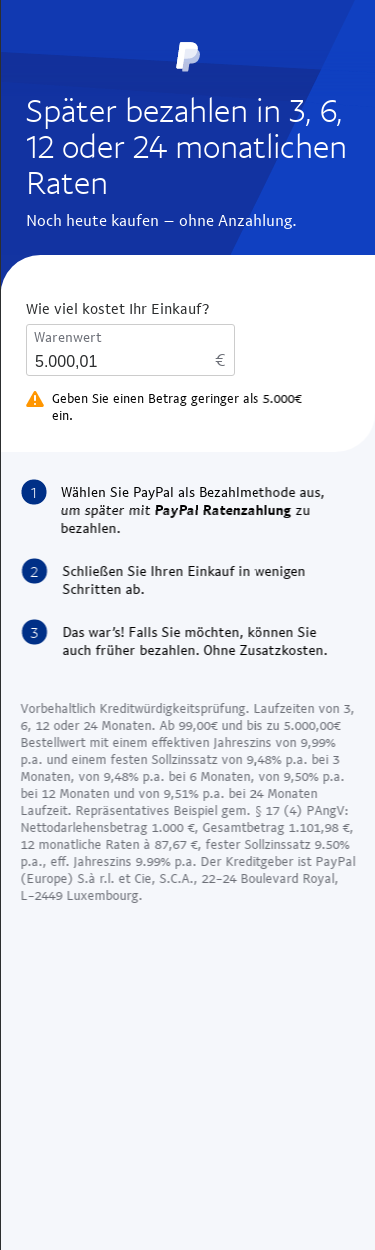 Später bezahlen in 3, 6,
12 oder 24 monatlichen
Raten
Noch heute kaufen – ohne Anzahlung.
Wie viel kostet Ihr Einkauf?
Warenwert
5.000,01 €
Geben Sie einen Betrag geringer als 5.000€
ein.
1 Wählen Sie PayPal als Bezahlmethode aus,
um später mit PayPal Ratenzahlung zu
bezahlen.
2 Schließen Sie Ihren Einkauf in wenigen
Schritten ab.
3 Das war's! Falls Sie möchten, können Sie
auch früher bezahlen. Ohne Zusatzkosten.
Vorbehaltlich Kreditwürdigkeitsprüfung. Laufzeiten von 3,
6, 12 oder 24 Monaten. Ab 99,00€ und bis zu 5.000,00€
Bestellwert mit einem effektiven Jahreszins von 9,99%
p.a. und einem festen Sollzinssatz von 9,48% p.a. bei 3
Monaten, von 9,48% p.a. bei 6 Monaten, von 9,50% p.a.
bei 12 Monaten und von 9,51% p.a. bei 24 Monaten
Laufzeit. Repräsentatives Beispiel gem. § 17 (4) PAngV:
Nettodarlehensbetrag 1.000 €, Gesamtbetrag 1.101,98 €,
12 monatliche Raten à 87,67 €, fester Sollzinssatz 9.50%
p.a., eff. Jahreszins 9.99% p.a. Der Kreditgeber ist PayPal
(Europe) S.à r.l. et Cie, S.C.A., 22-24 Boulevard Royal,
L-2449 Luxembourg.